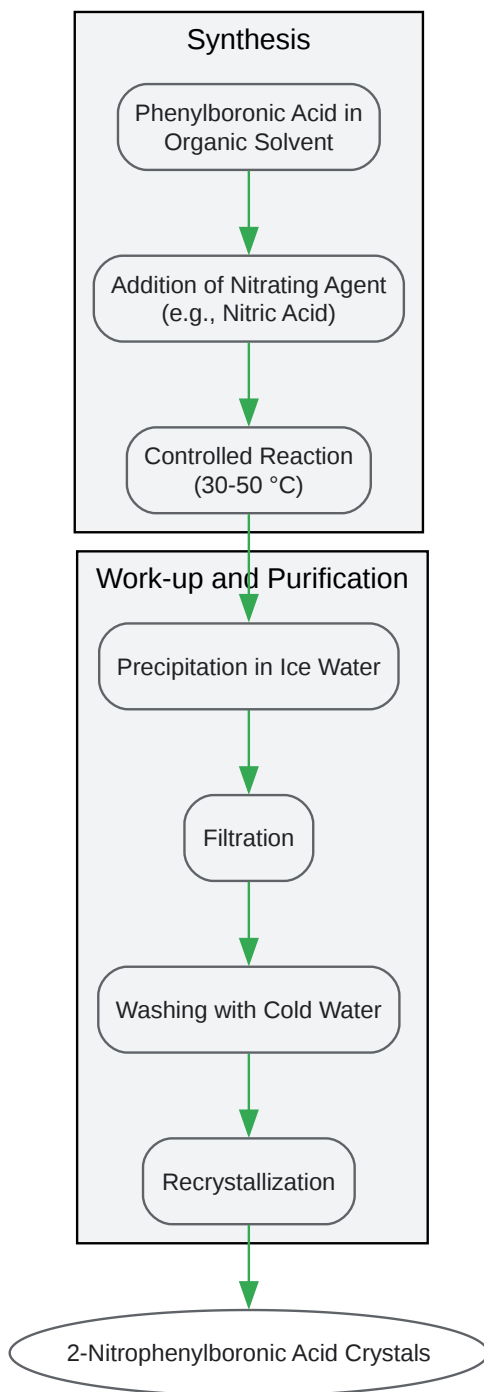 Synthesis
Phenylboronic Acid in
Organic Solvent
Addition of Nitrating Agent
(e.g., Nitric Acid)
Controlled Reaction
(30-50 °C)
Work-up and Purification
Precipitation in Ice Water
Filtration
Washing with Cold Water
Recrystallization
2-Nitrophenylboronic Acid Crystals